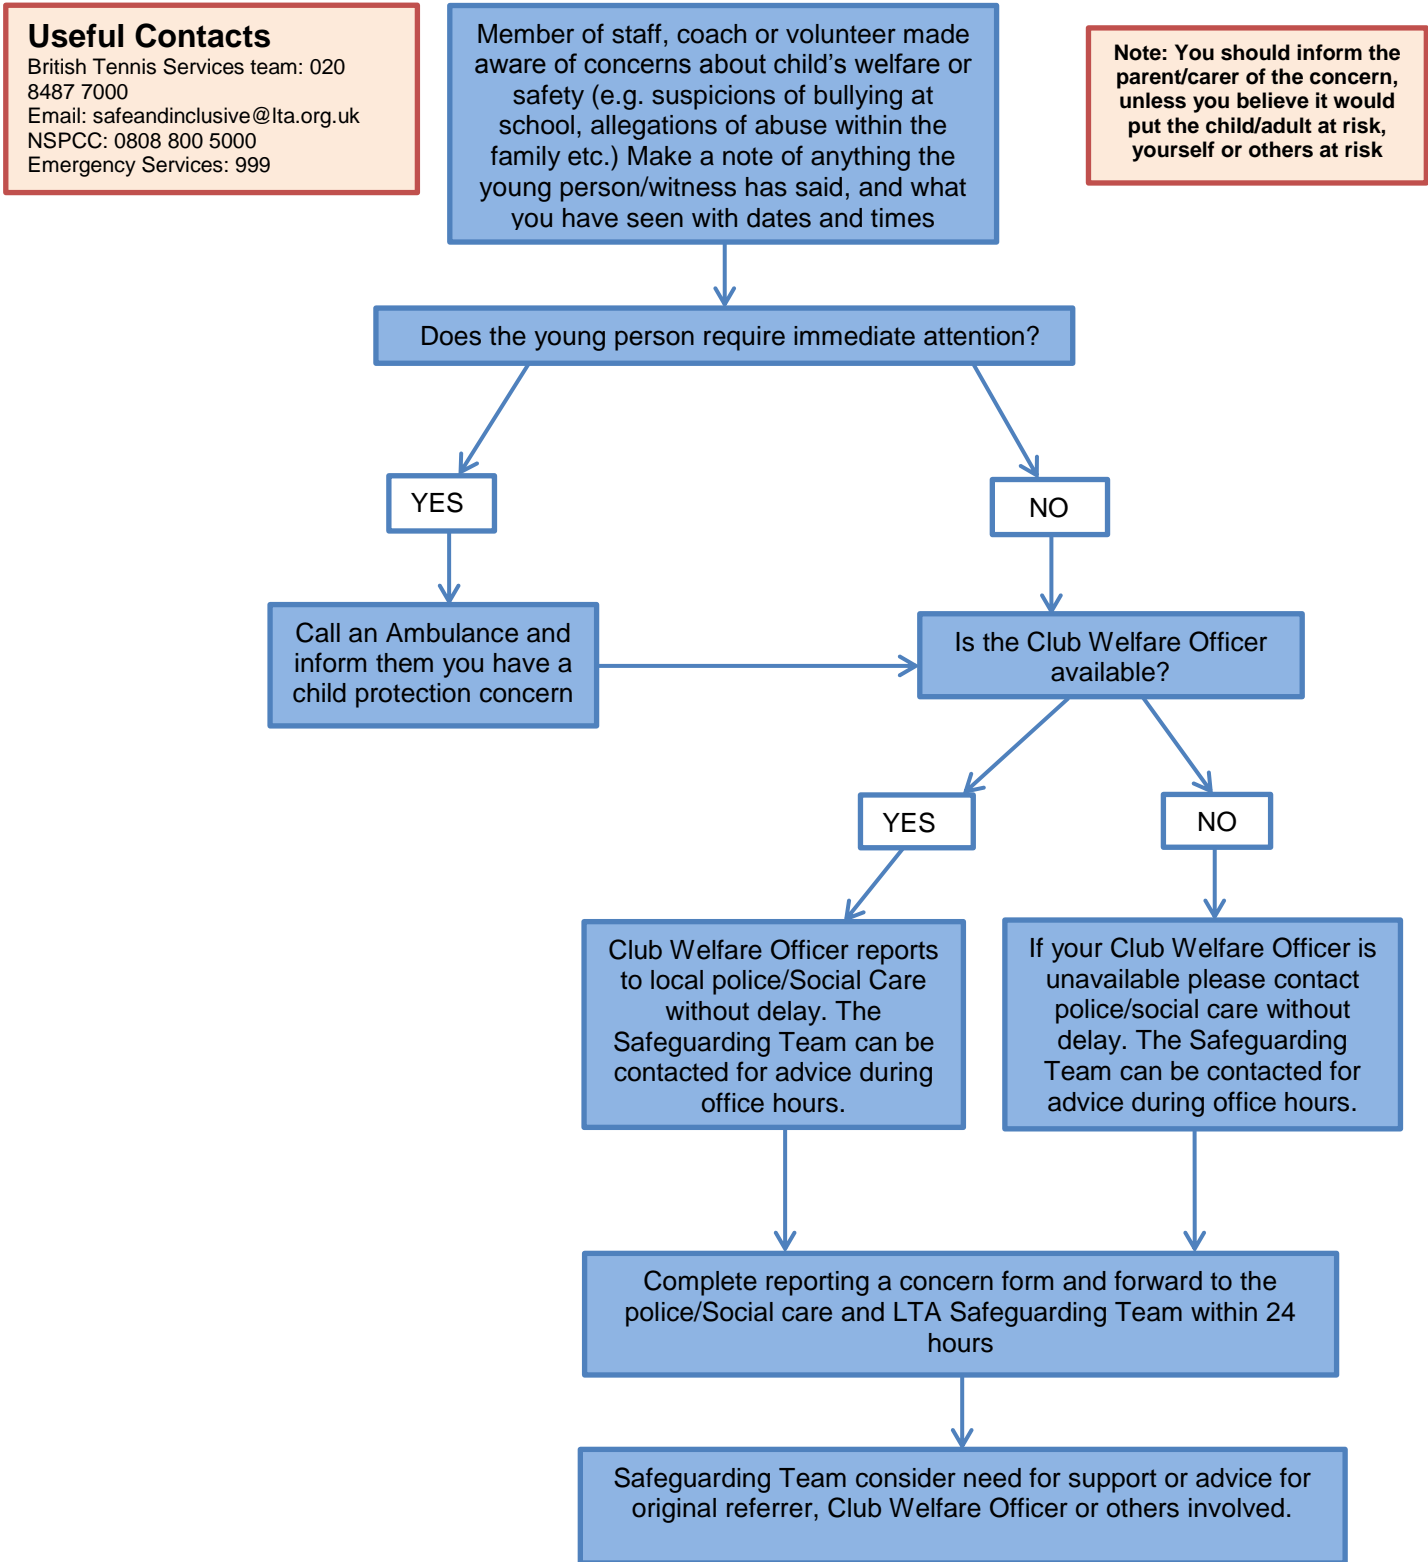 Useful Contacts
British Tennis Services team: 020
8487 7000
Email: safeandinclusive@lta.org.uk
NSPCC: 0808 800 5000
Emergency Services: 999
Member of staff, coach or volunteer made
aware of concerns about child’s welfare or
safety (e.g. suspicions of bullying at
school, allegations of abuse within the
family etc.) Make a note of anything the
young person/witness has said, and what
you have seen with dates and times
Note: You should inform the
parent/carer of the concern,
unless you believe it would
put the child/adult at risk,
yourself or others at risk
Does the young person require immediate attention?
YES
NO
Call an Ambulance and
inform them you have a
child protection concern
Is the Club Welfare Officer
available?
YES
NO
Club Welfare Officer reports
to local police/Social Care
without delay. The
Safeguarding Team can be
contacted for advice during
office hours.
If your Club Welfare Officer is
unavailable please contact
police/social care without
delay. The Safeguarding
Team can be contacted for
advice during office hours.
Complete reporting a concern form and forward to the
police/Social care and LTA Safeguarding Team within 24
hours
Safeguarding Team consider need for support or advice for
original referrer, Club Welfare Officer or others involved.